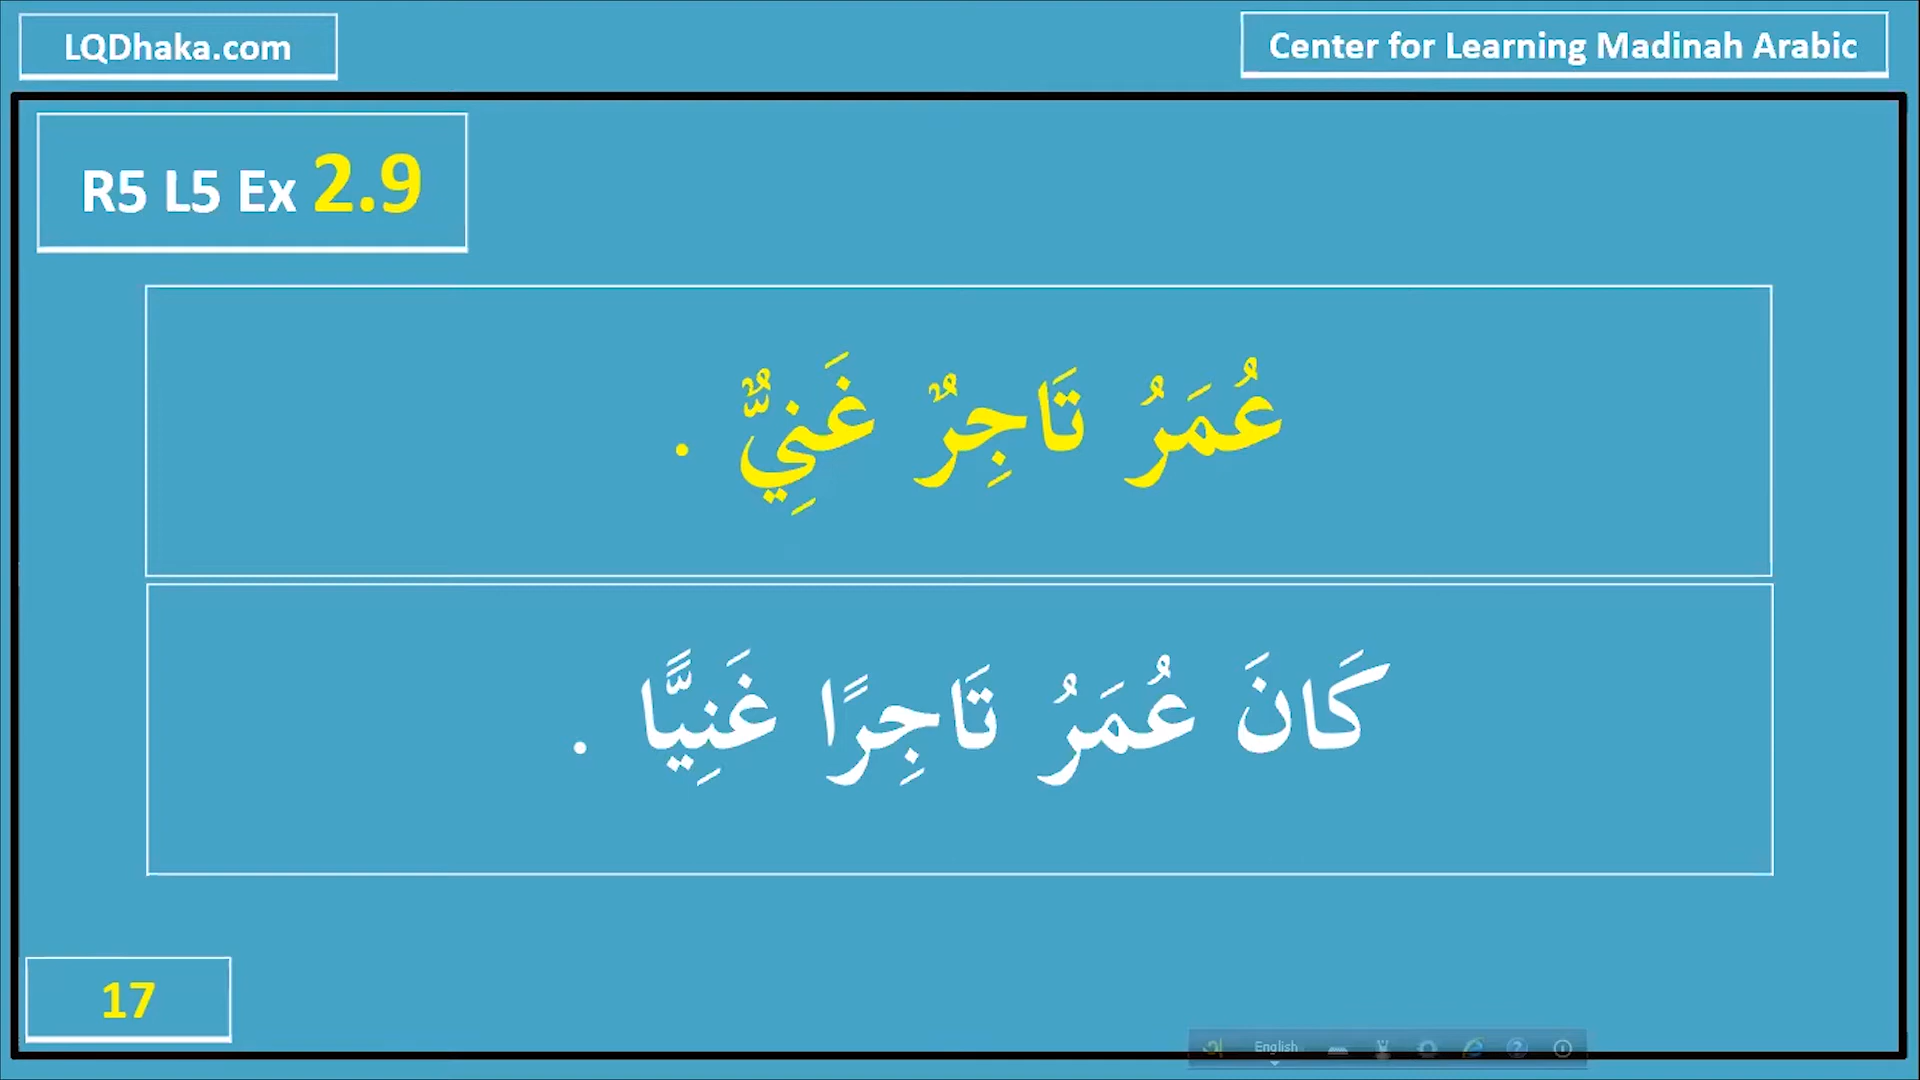 LQDhaka.com
Center for Learning Madinah Arabic
R5 L5 Ex 2.9
عُمَرُ تَاجِرٌ غَنِيٌّ .
كَانَ عُمَرُ تَاجِرًا غَنِيًّا .
17
English